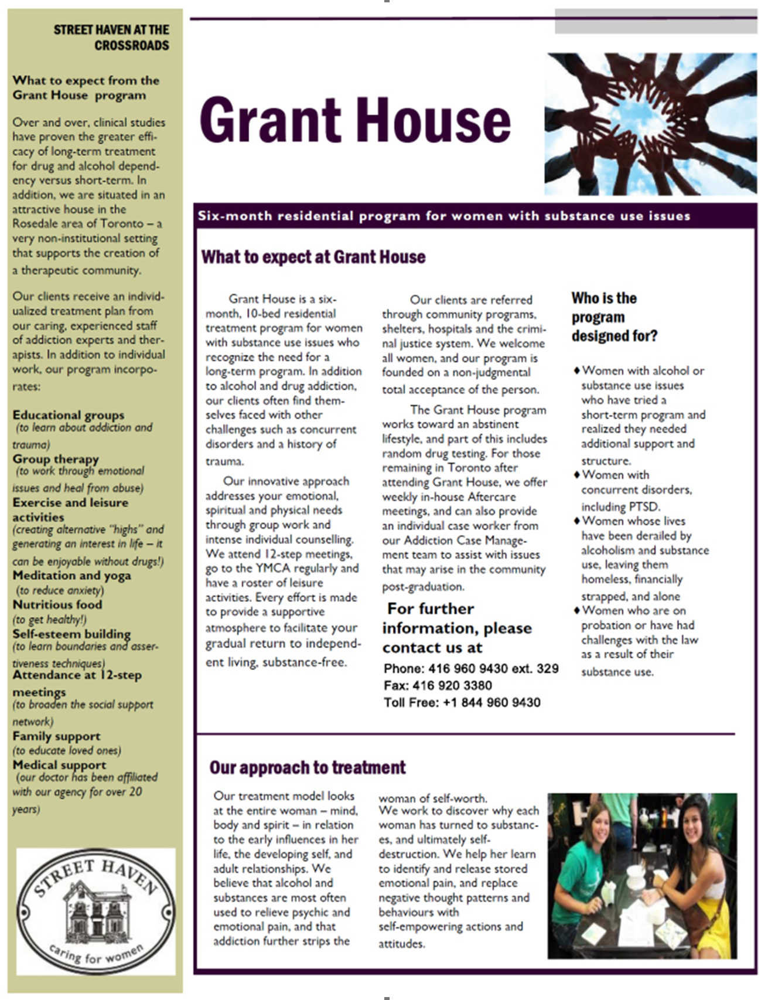 STREET HAVEN AT THE
CROSSROADS
What to expect from the
Grant House program
Over and over, clinical studies
have proven the greater effi-
cacy of long-term treatment
for drug and alcohol depend-
ency versus short-term. In
addition, we are situated in an
attractive house in the
Rosedale area of Toronto – a
very non-institutional setting
that supports the creation of
a therapeutic community.
Our clients receive an individ-
ualized treatment plan from
our caring, experienced staff
of addiction experts and ther-
apists. In addition to individual
work, our program incorpo-
rates:
Educational groups
(to learn about addiction and
trauma)
Group therapy
(to work through emotional
issues and heal from abuse)
Exercise and leisure
activities
(creating alternative “highs” and
generating an interest in life – it
can be enjoyable without drugs!)
Meditation and yoga
(to reduce anxiety)
Nutritious food
(to get healthy!)
Self-esteem building
(to learn boundaries and asser-
tiveness techniques)
Attendance at 12-step
meetings
(to broaden the social support
network)
Family support
(to educate loved ones)
Medical support
(our doctor has been affiliated
with our agency for over 20
years)
STREET HAVEN
caring for women
Grant House
Six-month residential program for women with substance use issues
What to expect at Grant House
Grant House is a six-
month, 10-bed residential
treatment program for women
with substance use issues who
recognize the need for a
long-term program. In addition
to alcohol and drug addiction,
our clients often find them-
selves faced with other
challenges such as concurrent
disorders and a history of
trauma.
Our innovative approach
addresses your emotional,
spiritual and physical needs
through group work and
intense individual counselling.
We attend 12-step meetings,
go to the YMCA regularly and
have a roster of leisure
activities. Every effort is made
to provide a supportive
atmosphere to facilitate your
gradual return to independ-
ent living, substance-free.
Our clients are referred
through community programs,
shelters, hospitals and the crimi-
nal justice system. We welcome
all women, and our program is
founded on a non-judgmental
total acceptance of the person.
The Grant House program
works toward an abstinent
lifestyle, and part of this includes
random drug testing. For those
remaining in Toronto after
attending Grant House, we offer
weekly in-house Aftercare
meetings, and can also provide
an individual case worker from
our Addiction Case Manage-
ment team to assist with issues
that may arise in the community
post-graduation.
For further
information, please
contact us at
Phone: 416 960 9430 ext. 329
Fax: 416 920 3380
Toll Free: +1 844 960 9430
Who is the
program
designed for?
♦Women with alcohol or
substance use issues
who have tried a
short-term program and
realized they needed
additional support and
structure.
♦Women with
concurrent disorders,
including PTSD.
♦Women whose lives
have been derailed by
alcoholism and substance
use, leaving them
homeless, financially
strapped, and alone
♦Women who are on
probation or have had
challenges with the law
as a result of their
substance use.
Our approach to treatment
Our treatment model looks
at the entire woman – mind,
body and spirit – in relation
to the early influences in her
life, the developing self, and
adult relationships. We
believe that alcohol and
substances are most often
used to relieve psychic and
emotional pain, and that
addiction further strips the
woman of self-worth.
We work to discover why each
woman has turned to substanc-
es, and ultimately self-
destruction. We help her learn
to identify and release stored
emotional pain, and replace
negative thought patterns and
behaviours with
self-empowering actions and
attitudes.